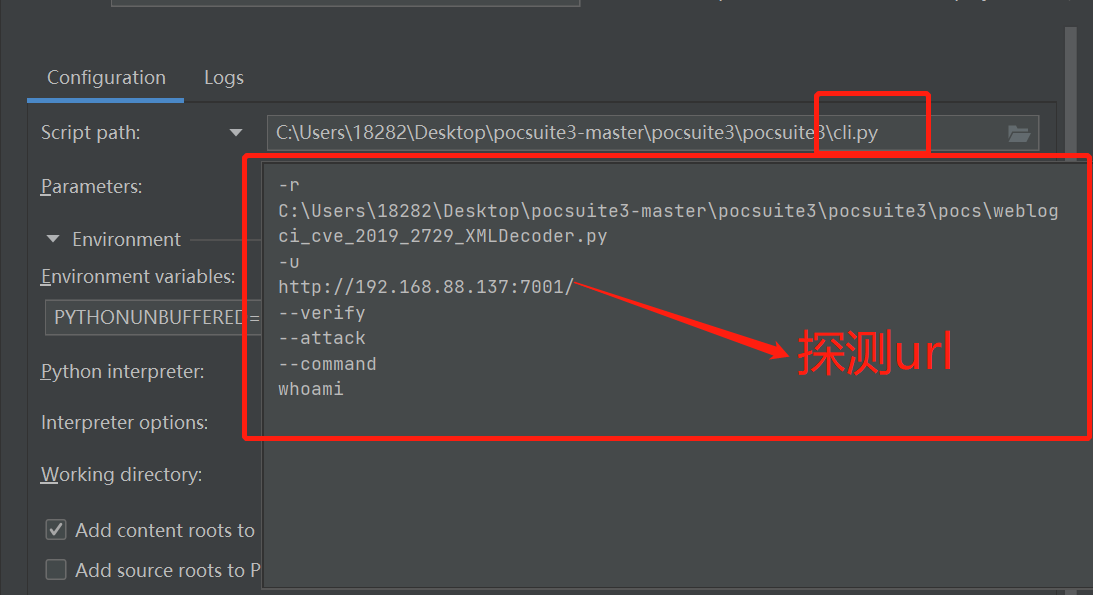 Configuration
Logs
Script path:
C:\Users\18282\Desktop\pocsuite3-master\pocsuite3\pocsuite3\cli.py
Parameters:
-r
C:\Users\18282\Desktop\pocsuite3-master\pocsuite3\pocsuite3\pocs\weblog
ci_cve_2019_2729_XMLDecoder.py
-u
http://192.168.88.137:7001/
--verify
--attack
--command
whoami
探测url
Environment
Environment variables:
PYTHONUNBUFFERED=
Python interpreter:
Interpreter options:
Working directory:
Add content roots to
Add source roots to P